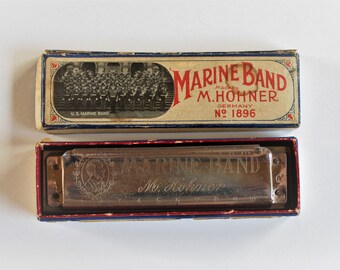 MARINE BAND
M. HOHNER
GERMANY
No 1896
U.S. MARINE BAND
MARINE BAND
M. Hohner